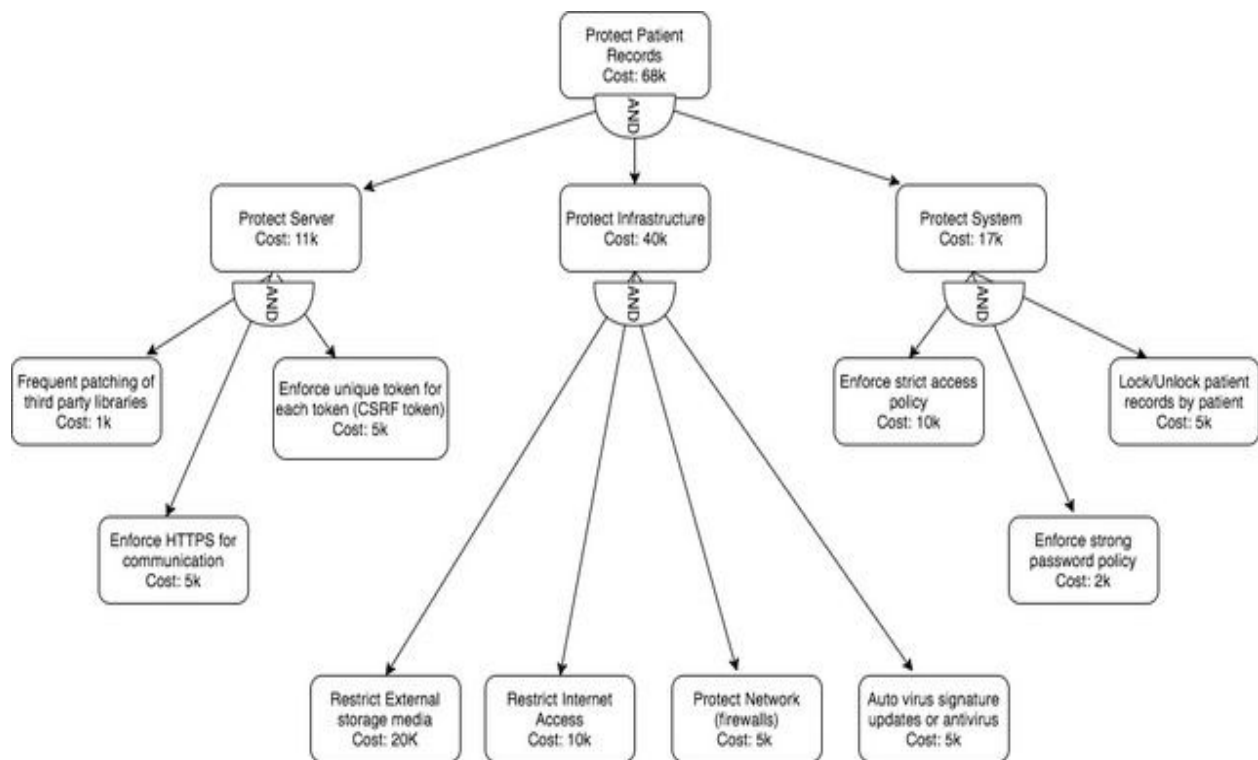 Protect Patient
Records
Cost: 68k
AND
Protect Server
Cost: 11k
Protect Infrastructure
Cost: 40k
Protect System
Cost: 17k
AND
AND
AND
Frequent patching of
third party libraries
Cost: 1k
Enforce unique token for
each token (CSRF token)
Cost: 5k
Enforce strict access
policy
Cost: 10k
Lock/Unlock patient
records by patient
Cost: 5k
Enforce HTTPS for
communication
Cost: 5k
Enforce strong
password policy
Cost: 2k
Restrict External
storage media
Cost: 20K
Restrict Internet
Access
Cost: 10k
Protect Network
(firewalls)
Cost: 5k
Auto virus signature
updates or antivirus
Cost: 5k